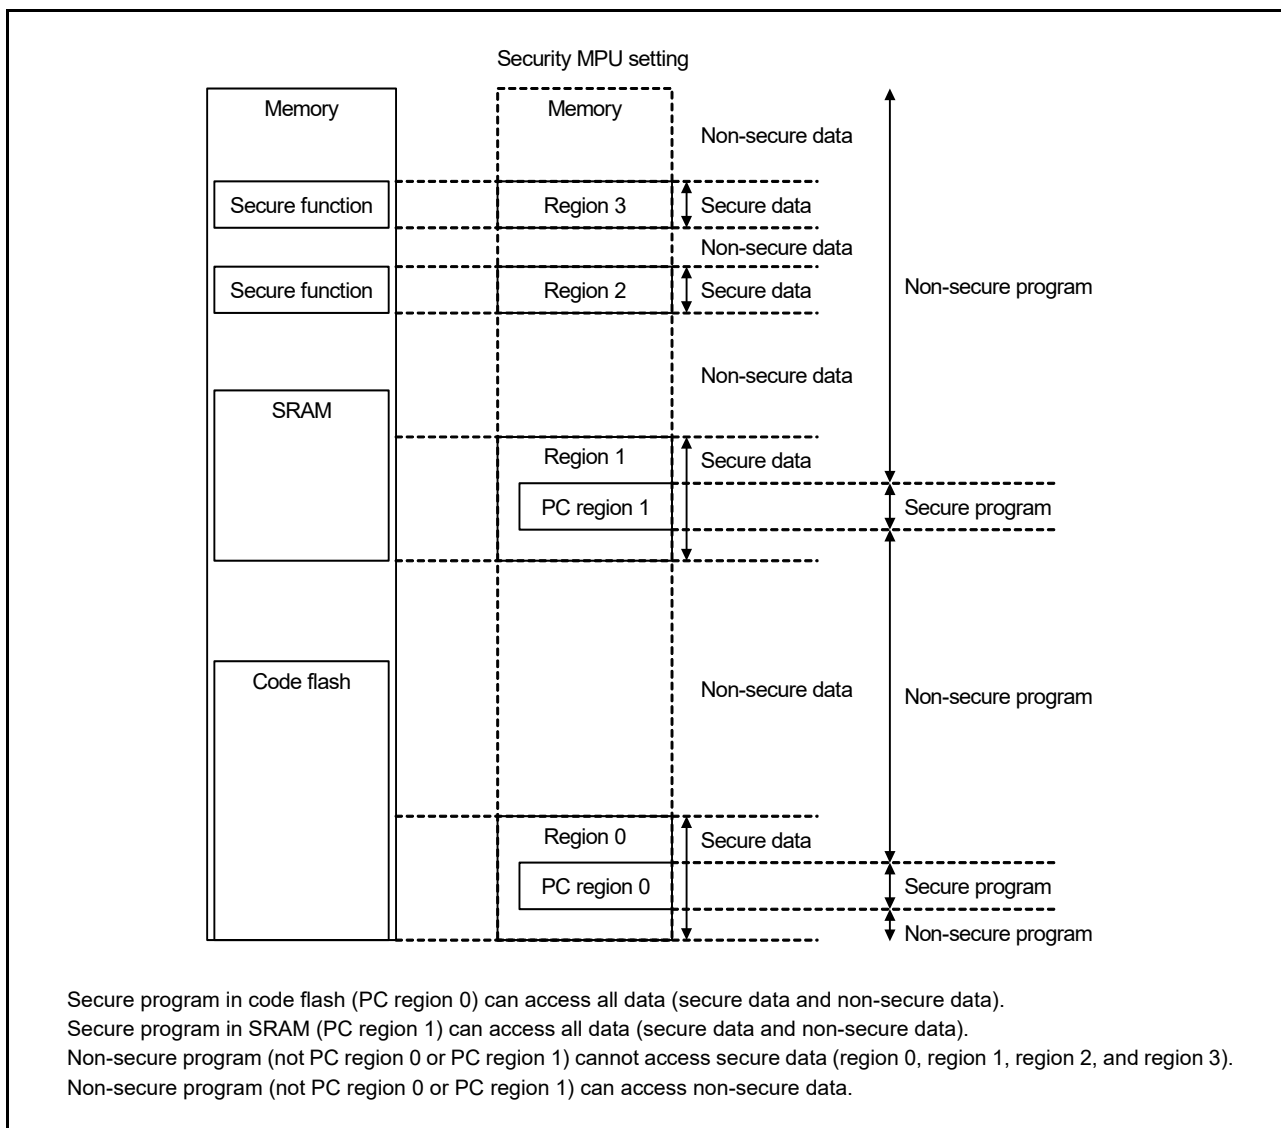 Security MPU setting
Memory
Memory
Non-secure data
Secure function
Region 3
Secure data
Non-secure data
Secure function
Region 2
Secure data
Non-secure program
Non-secure data
SRAM
Region 1
Secure data
PC region 1
Secure program
Code flash
Non-secure data
Non-secure program
Region 0
Secure data
PC region 0
Secure program
Non-secure program
Secure program in code flash (PC region 0) can access all data (secure data and non-secure data).
Secure program in SRAM (PC region 1) can access all data (secure data and non-secure data).
Non-secure program (not PC region 0 or PC region 1) cannot access secure data (region 0, region 1, region 2, and region 3).
Non-secure program (not PC region 0 or PC region 1) can access non-secure data.